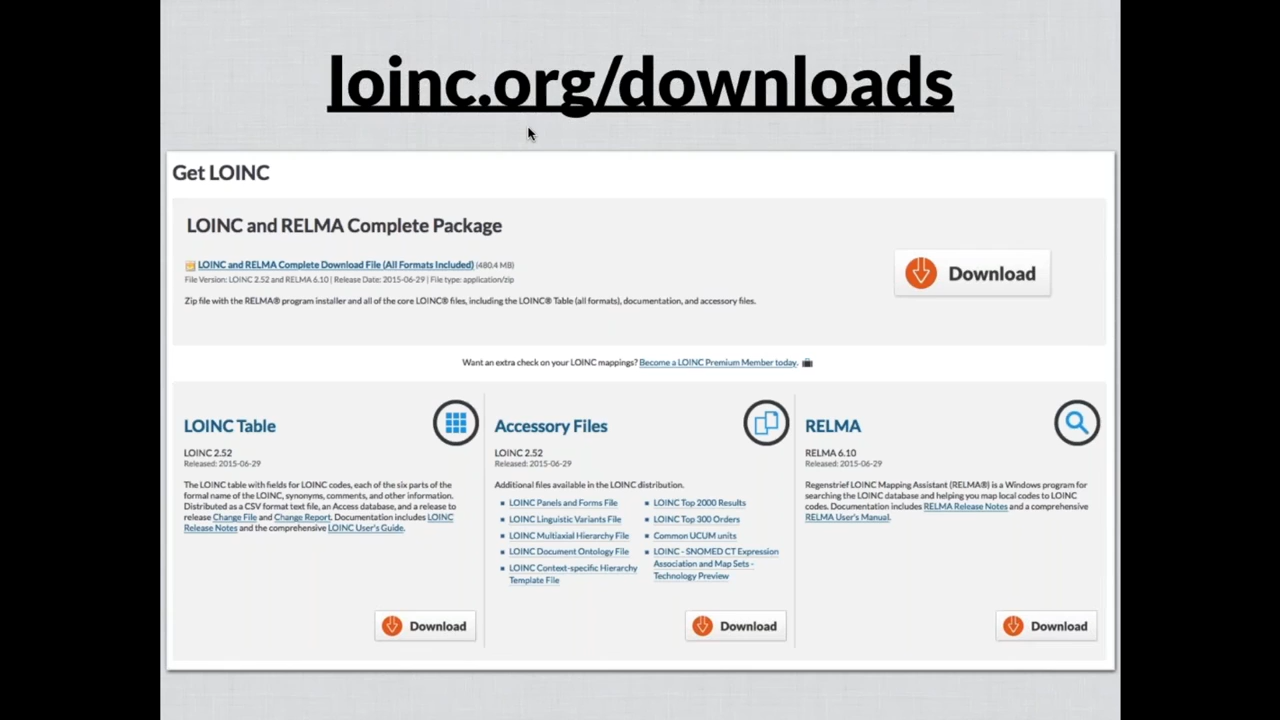 loinc.org/downloads
Get LOINC
LOINC and RELMA Complete Package
LOINC and RELMA Complete Download File (All Formats Included) (480.4 MB)
File Version: LOINC 2.52 and RELMA 6.10 | Release Date: 2015-06-29 | File type: application/zip
Zip file with the RELMA® program installer and all of the core LOINC® files, including the LOINC® Table (all formats), documentation, and accessory files.
Download
Want an extra check on your LOINC mappings? Become a LOINC Premium Member today.
LOINC Table
LOINC 2.52
Released: 2015-06-29
The LOINC table with fields for LOINC codes, each of the six parts of the
formal name of the LOINC, synonyms, comments, and other information.
Distributed as a CSV format text file, an Access database, and a release to
release Change File and Change Report. Documentation includes LOINC
Release Notes and the comprehensive LOINC User's Guide.
Download
Accessory Files
LOINC 2.52
Released: 2015-06-29
Additional files available in the LOINC distribution.
LOINC Panels and Forms File
LOINC Linguistic Variants File
LOINC Multiaxial Hierarchy File
LOINC Document Ontology File
LOINC Context-specific Hierarchy
Template File
LOINC Top 2000 Results
LOINC Top 300 Orders
Common UCUM units
LOINC - SNOMED CT Expression
Association and Map Sets -
Technology Preview
Download
RELMA
RELMA 6.10
Released: 2015-06-29
Regenstrief LOINC Mapping Assistant (RELMA®) is a Windows program for
searching the LOINC database and helping you map local codes to LOINC
codes. Documentation includes RELMA Release Notes and a comprehensive
RELMA User's Manual.
Download